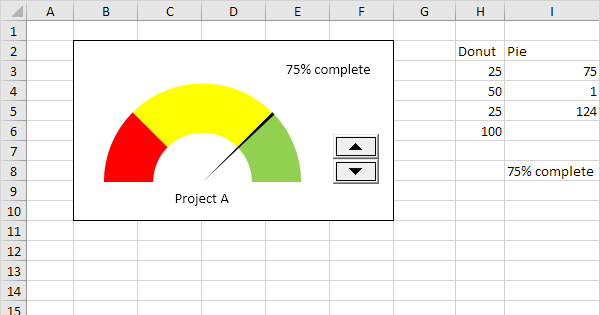 A B C D E F G H I
1
2 Donut Pie
75% complete
3 25 75
4 50 1
5 25 124
6 100
7
8 75% complete
9
Project A
10
11
12
13
14
15